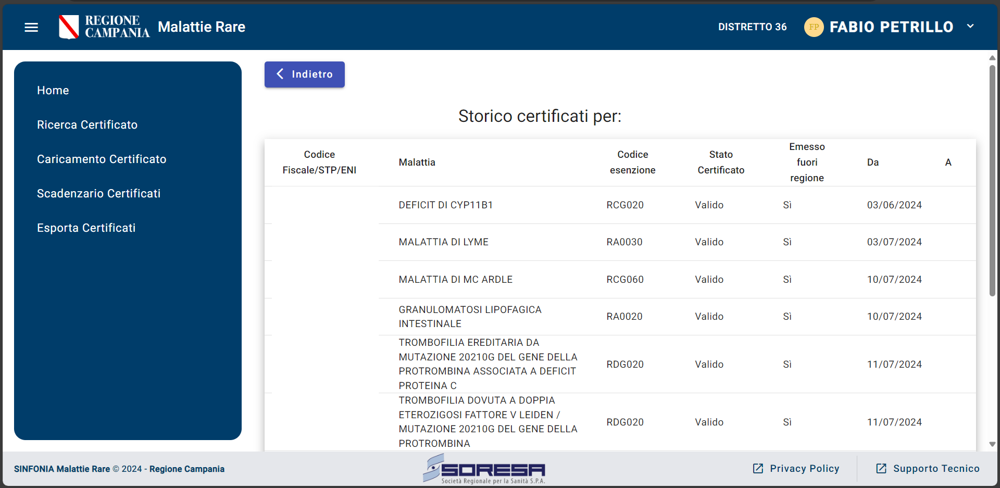 REGIONE
CAMPANIA
Malattie Rare
DISTRETTO 36
FP
FABIO PETRILLO
Home
Ricerca Certificato
Caricamento Certificato
Scadenzario Certificati
Esporta Certificati
Indietro
Storico certificati per:
Codice
Fiscale/STP/ENI
Malattia
Codice
esenzione
Stato
Certificato
Emesso
fuori
regione
Da
A
DEFICIT DI CYP11B1
RCG020
Valido
Sì
03/06/2024
MALATTIA DI LYME
RA0030
Valido
Sì
03/07/2024
MALATTIA DI MC ARDLE
RCG060
Valido
Sì
10/07/2024
GRANULOMATOSI LIPOFAGICA
INTESTINALE
RA0020
Valido
Sì
10/07/2024
TROMBOFILIA EREDITARIA DA
MUTAZIONE 20210G DEL GENE DELLA
PROTROMBINA ASSOCIATA A DEFICIT
PROTEINA C
RDG020
Valido
Sì
11/07/2024
TROMBOFILIA DOVUTA A DOPPIA
ETEROZIGOSI FATTORE V LEIDEN /
MUTAZIONE 20210G DEL GENE DELLA
PROTROMBINA
RDG020
Valido
Sì
11/07/2024
SINFONIA Malattie Rare © 2024 - Regione Campania
SORESA
Società Regionale per la Sanità S.P.A.
Privacy Policy
Supporto Tecnico